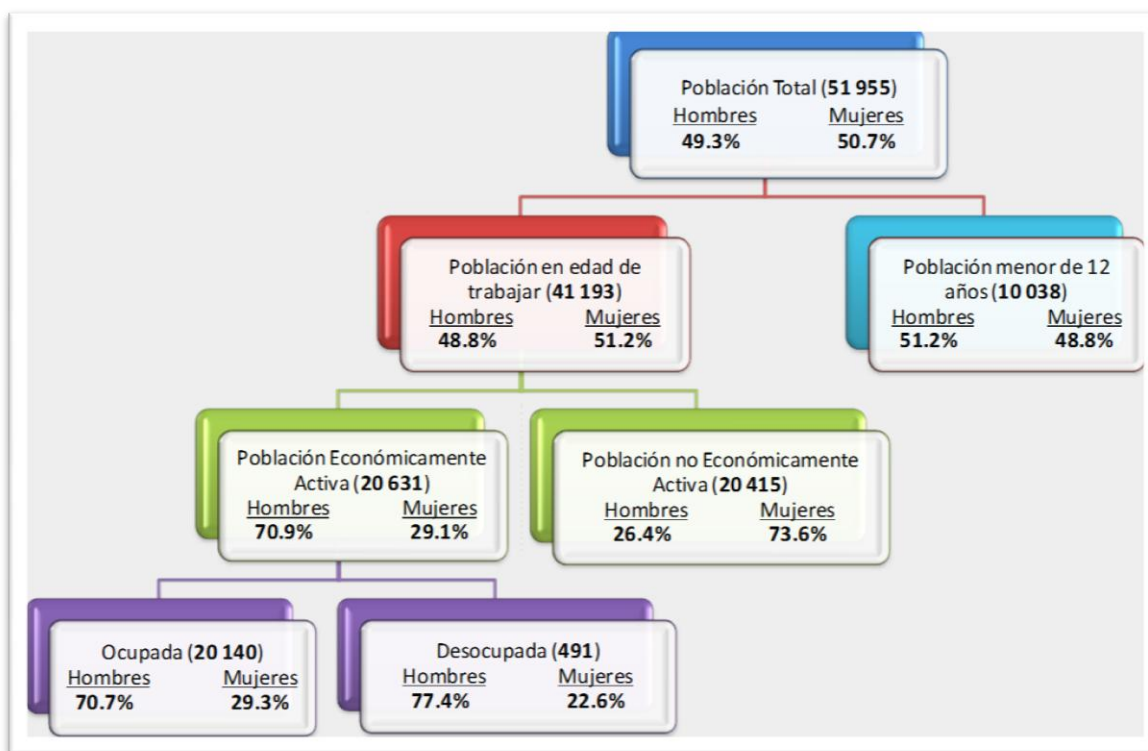 Población Total (51 955)
Hombres Mujeres
49.3% 50.7%
Población en edad de
trabajar (41 193)
Hombres Mujeres
48.8% 51.2%
Población menor de 12
años (10 038)
Hombres Mujeres
51.2% 48.8%
Población Económicamente
Activa (20 631)
Hombres Mujeres
70.9% 29.1%
Población no Económicamente
Activa (20 415)
Hombres Mujeres
26.4% 73.6%
Ocupada (20 140)
Hombres Mujeres
70.7% 29.3%
Desocupada (491)
Hombres Mujeres
77.4% 22.6%